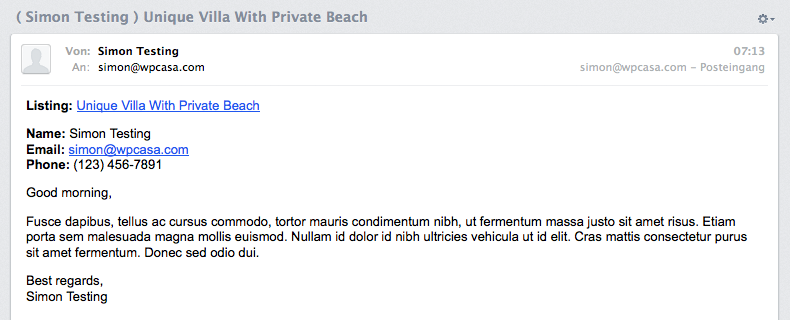 ( Simon Testing ) Unique Villa With Private Beach
Von: Simon Testing 07:13
An: simon@wpcasa.com simon@wpcasa.com – Posteingang
Listing: Unique Villa With Private Beach
Name: Simon Testing
Email: simon@wpcasa.com
Phone: (123) 456-7891
Good morning,
Fusce dapibus, tellus ac cursus commodo, tortor mauris condimentum nibh, ut fermentum massa justo sit amet risus. Etiam
porta sem malesuada magna mollis euismod. Nullam id dolor id nibh ultricies vehicula ut id elit. Cras mattis consectetur purus
sit amet fermentum. Donec sed odio dui.
Best regards,
Simon Testing